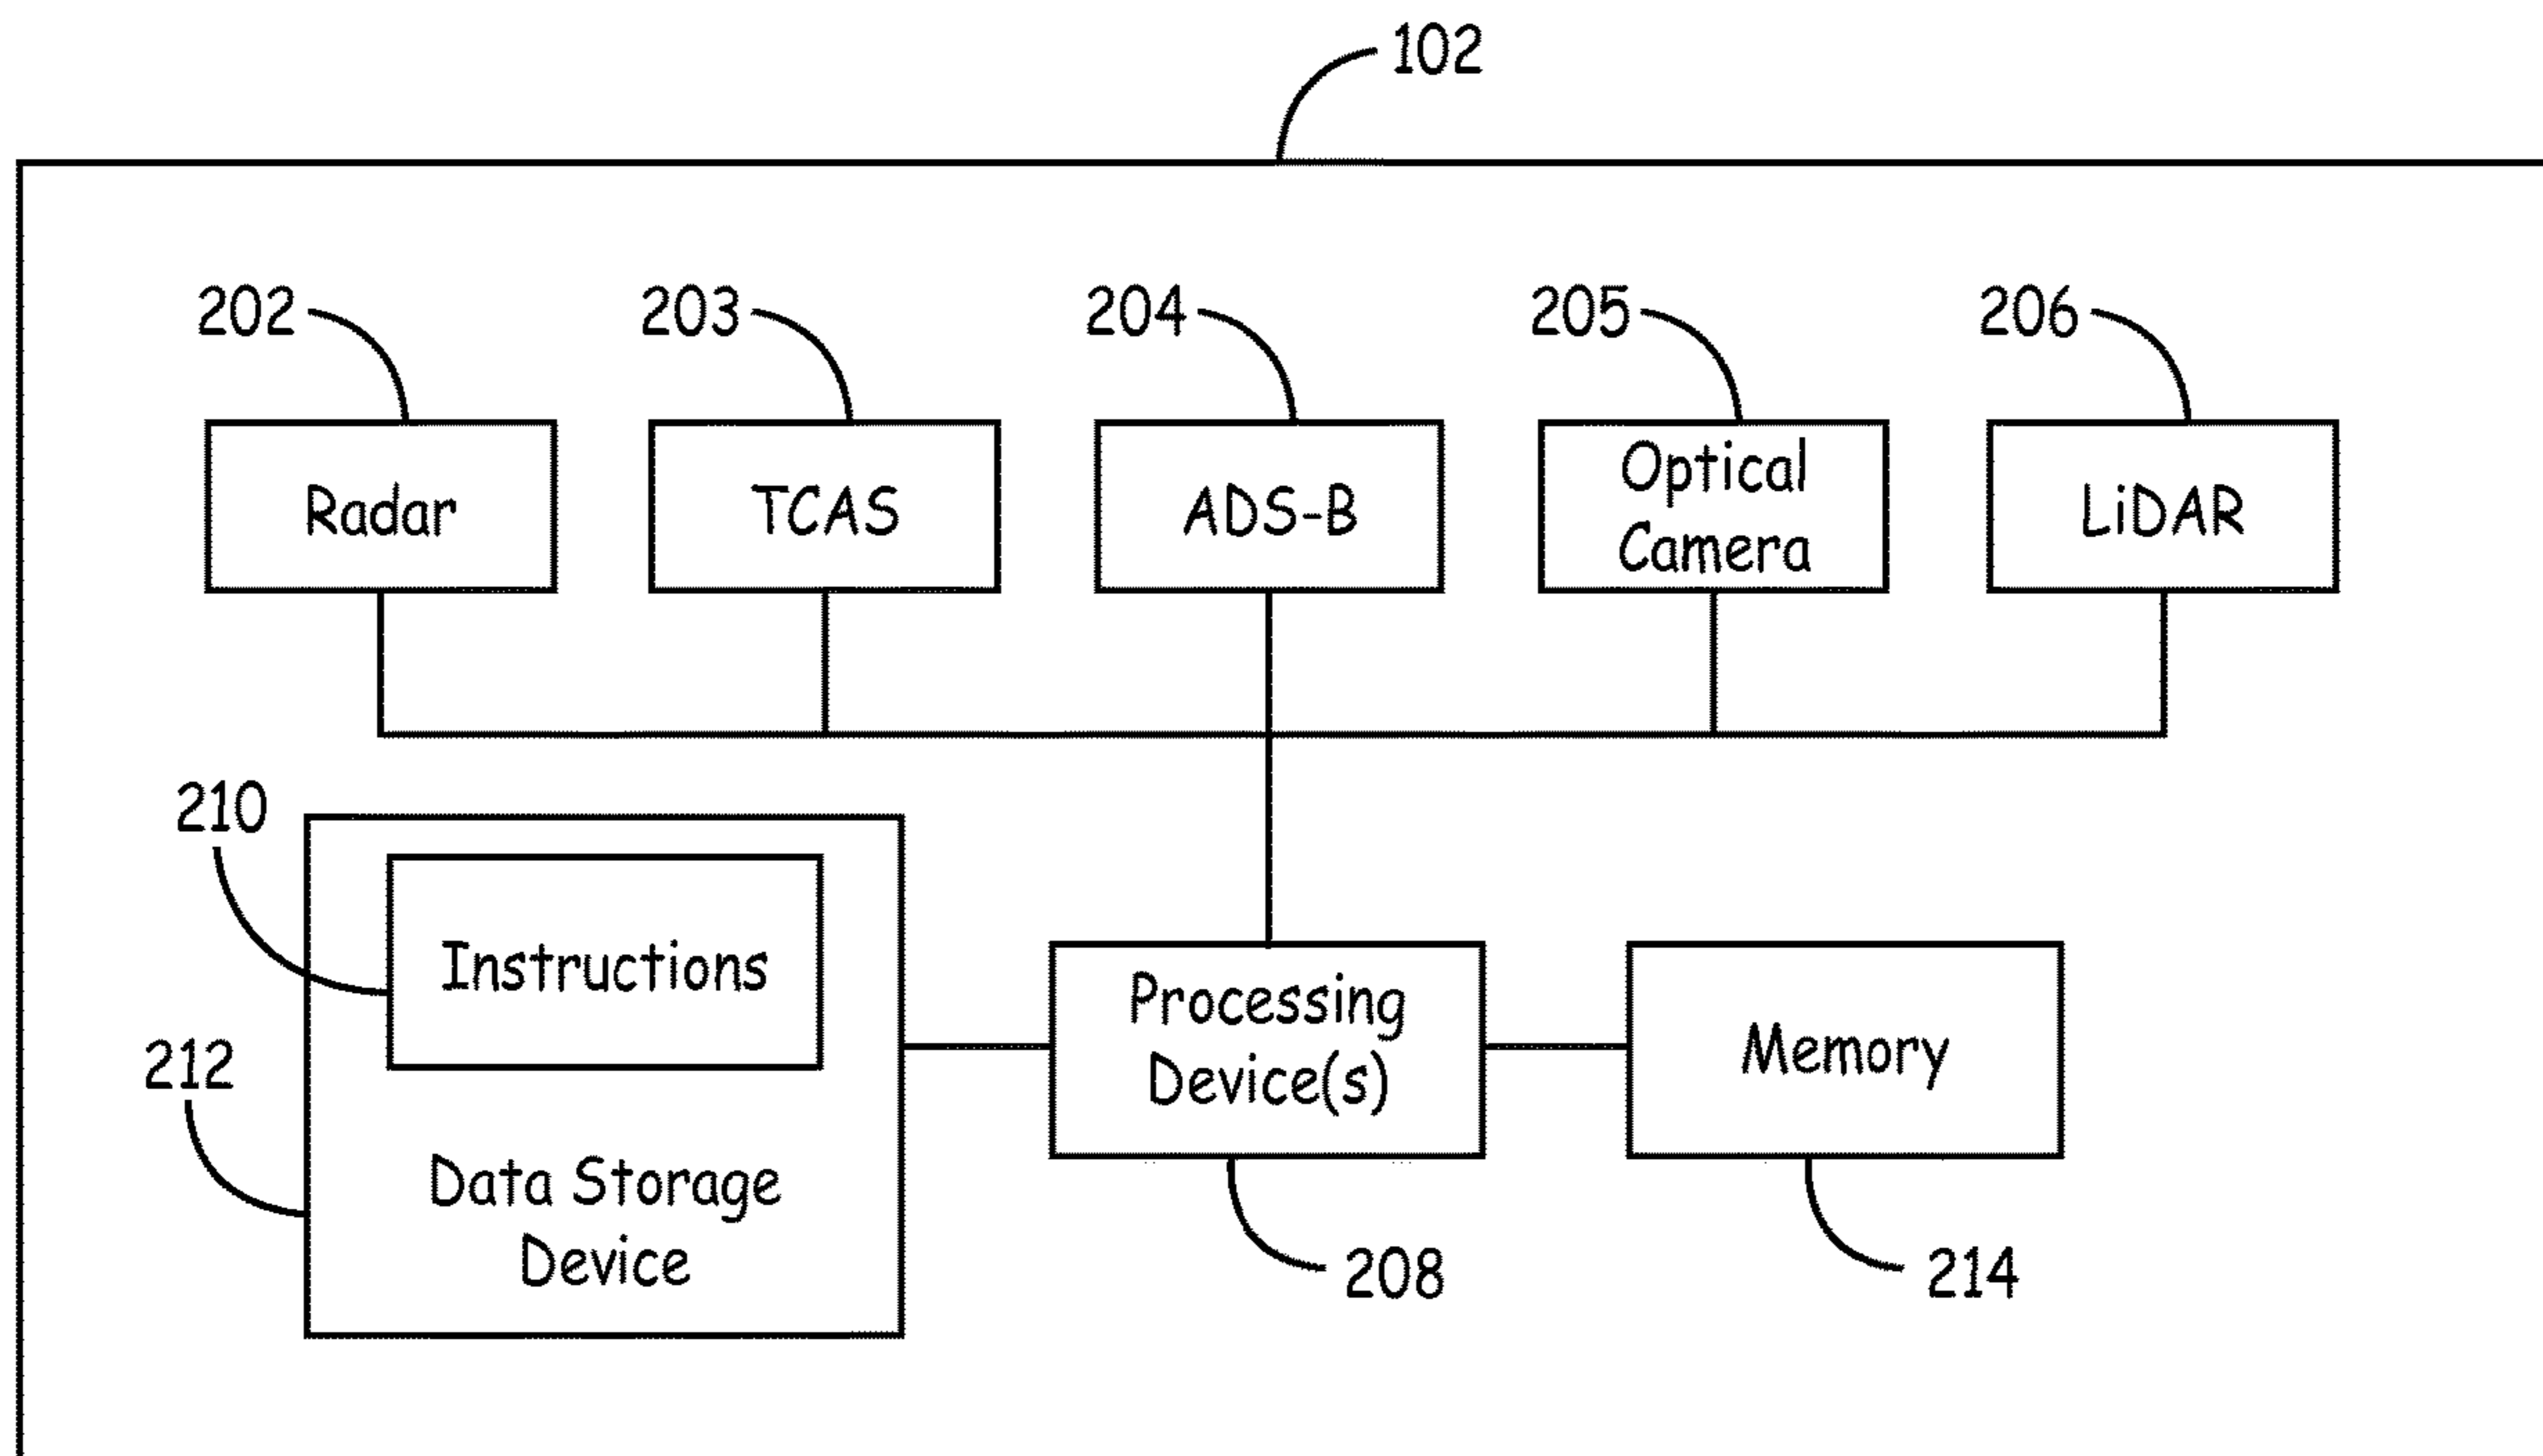 102
202
203
204
205
206
Radar
TCAS
ADS-B
Optical
Camera
LiDAR
210
Instructions
212
Data Storage
Device
Processing
Device(s)
Memory
208
214